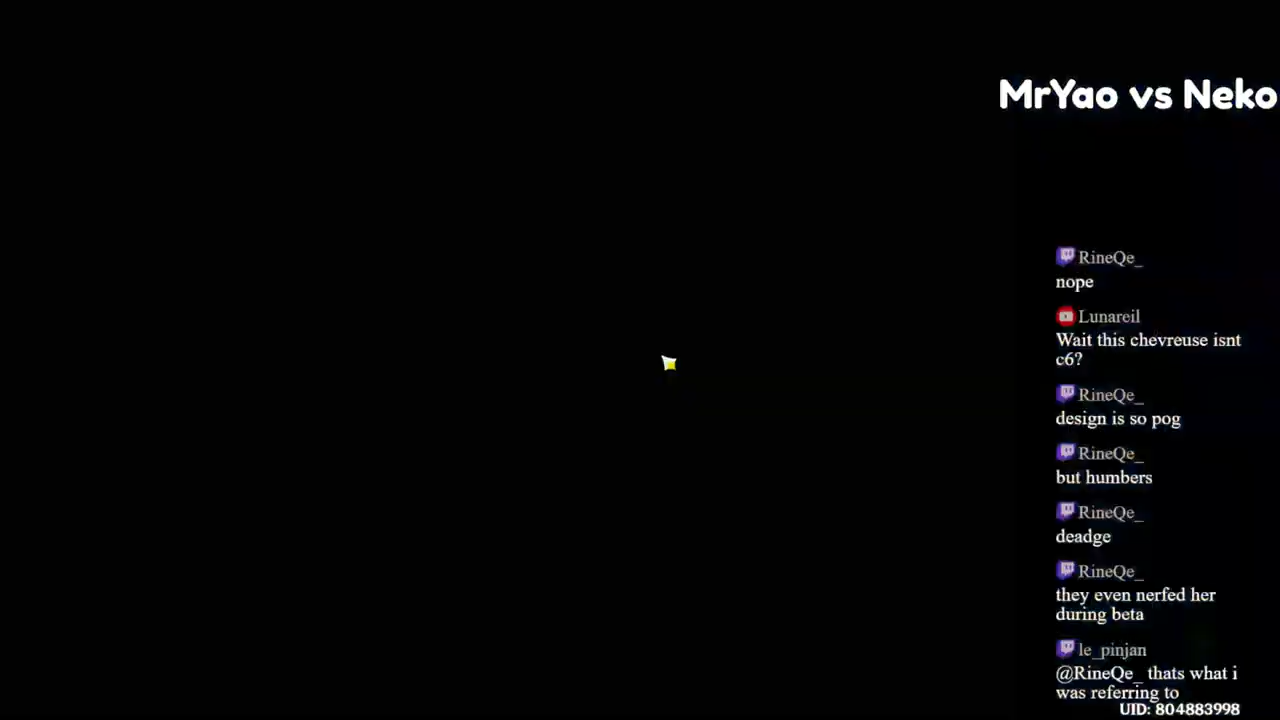 MrYao vs Neko
RineQe_
nope
Lunareil
Wait this chevreuse isnt
c6?
RineQe_
design is so pog
RineQe_
but humbers
RineQe_
deadge
RineQe_
they even nerfed her
during beta
le_pinjan
@RineQe_ thats what i
was referring to
UID: 804883998